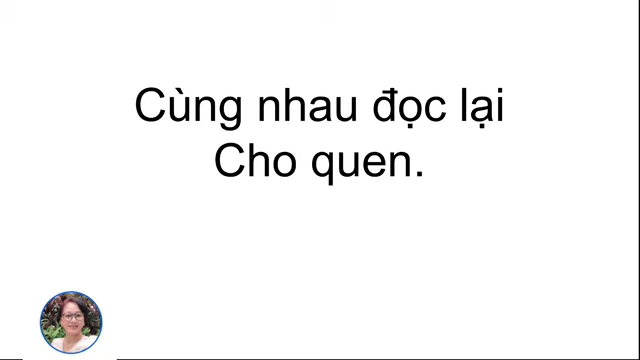 Cùng nhau đọc lại
Cho quen.